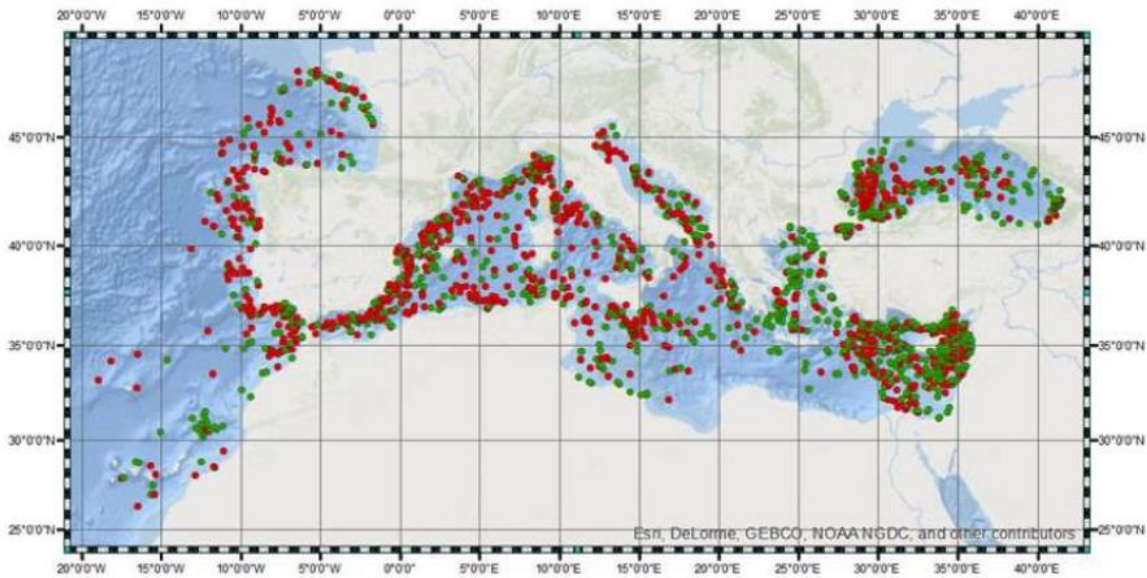 20°0'0"W 15°0'0"W 10°0'0"W 5°0'0"W 0°0'0" 5°0'0"E 10°0'0"E 15°0'0"E 20°0'0"E 25°0'0"E 30°0'0"E 35°0'0"E 40°0'0"E
45°0'0"N 45°0'0"N
40°0'0"N 40°0'0"N
35°0'0"N 35°0'0"N
30°0'0"N 30°0'0"N
25°0'0"N 25°0'0"N
Esri, DeLorme, GEBCO, NOAA NGDC, and other contributors
20°0'0"W 15°0'0"W 10°0'0"W 5°0'0"W 0°0'0" 5°0'0"E 10°0'0"E 15°0'0"E 20°0'0"E 25°0'0"E 30°0'0"E 35°0'0"E 40°0'0"E